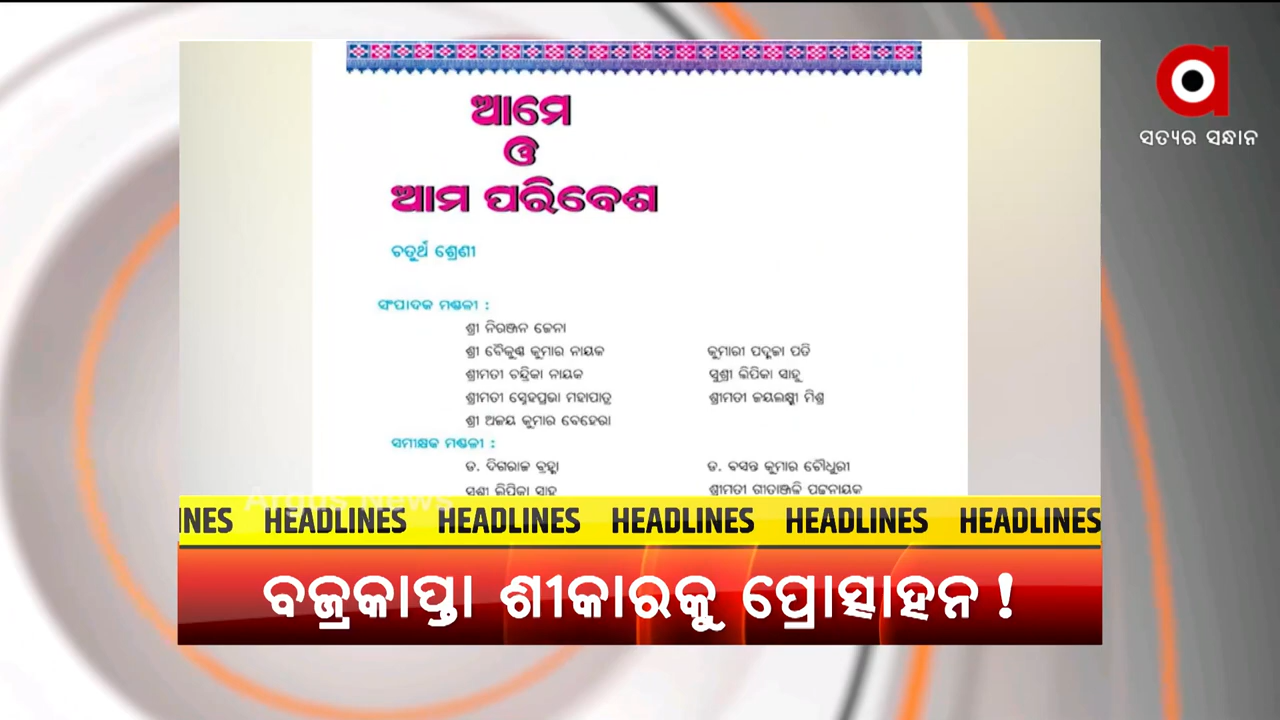 ଆମେ
ଓ
ଆମ ପରିବେଶ
ଚତୁର୍ଥ ଶ୍ରେଣୀ
ସଂପାଦକ ମଣ୍ଡଳୀ :
ଶ୍ରୀ ନିରଞ୍ଜନ ଜେନା
ଶ୍ରୀ ବୈକୁଣ୍ଠ କୁମାର ନାୟକ କୁମାରୀ ପଦ୍ମଜା ପତି
ଶ୍ରୀମତୀ ଚନ୍ଦ୍ରିକା ନାୟକ ସୁଶ୍ରୀ ଲିପିକା ସାହୁ
ଶ୍ରୀମତୀ ସ୍ନେହପ୍ରଭା ମହାପାତ୍ର ଶ୍ରୀମତୀ ଜୟଲକ୍ଷ୍ମୀ ମିଶ୍ର
ଶ୍ରୀ ଅଜୟ କୁମାର ବେହେରା
ସମୀକ୍ଷକ ମଣ୍ଡଳୀ :
ଡ. ଦିଗରାଜ ବ୍ରହ୍ମା ଡ. ବସନ୍ତ କୁମାର ଚୌଧୁରୀ
ସୁଶ୍ରୀ ଲିପିକା ସାହୁ ଶ୍ରୀମତୀ ଗୀତାଞ୍ଜଳି ପଟ୍ଟନାୟକ
a
ସତ୍ୟର ସନ୍ଧାନ
Argus News
INES HEADLINES HEADLINES HEADLINES HEADLINES HEADLINES
ବଜ୍ରକାପ୍ତା ଶୀକାରକୁ ପ୍ରୋତ୍ସାହନ !